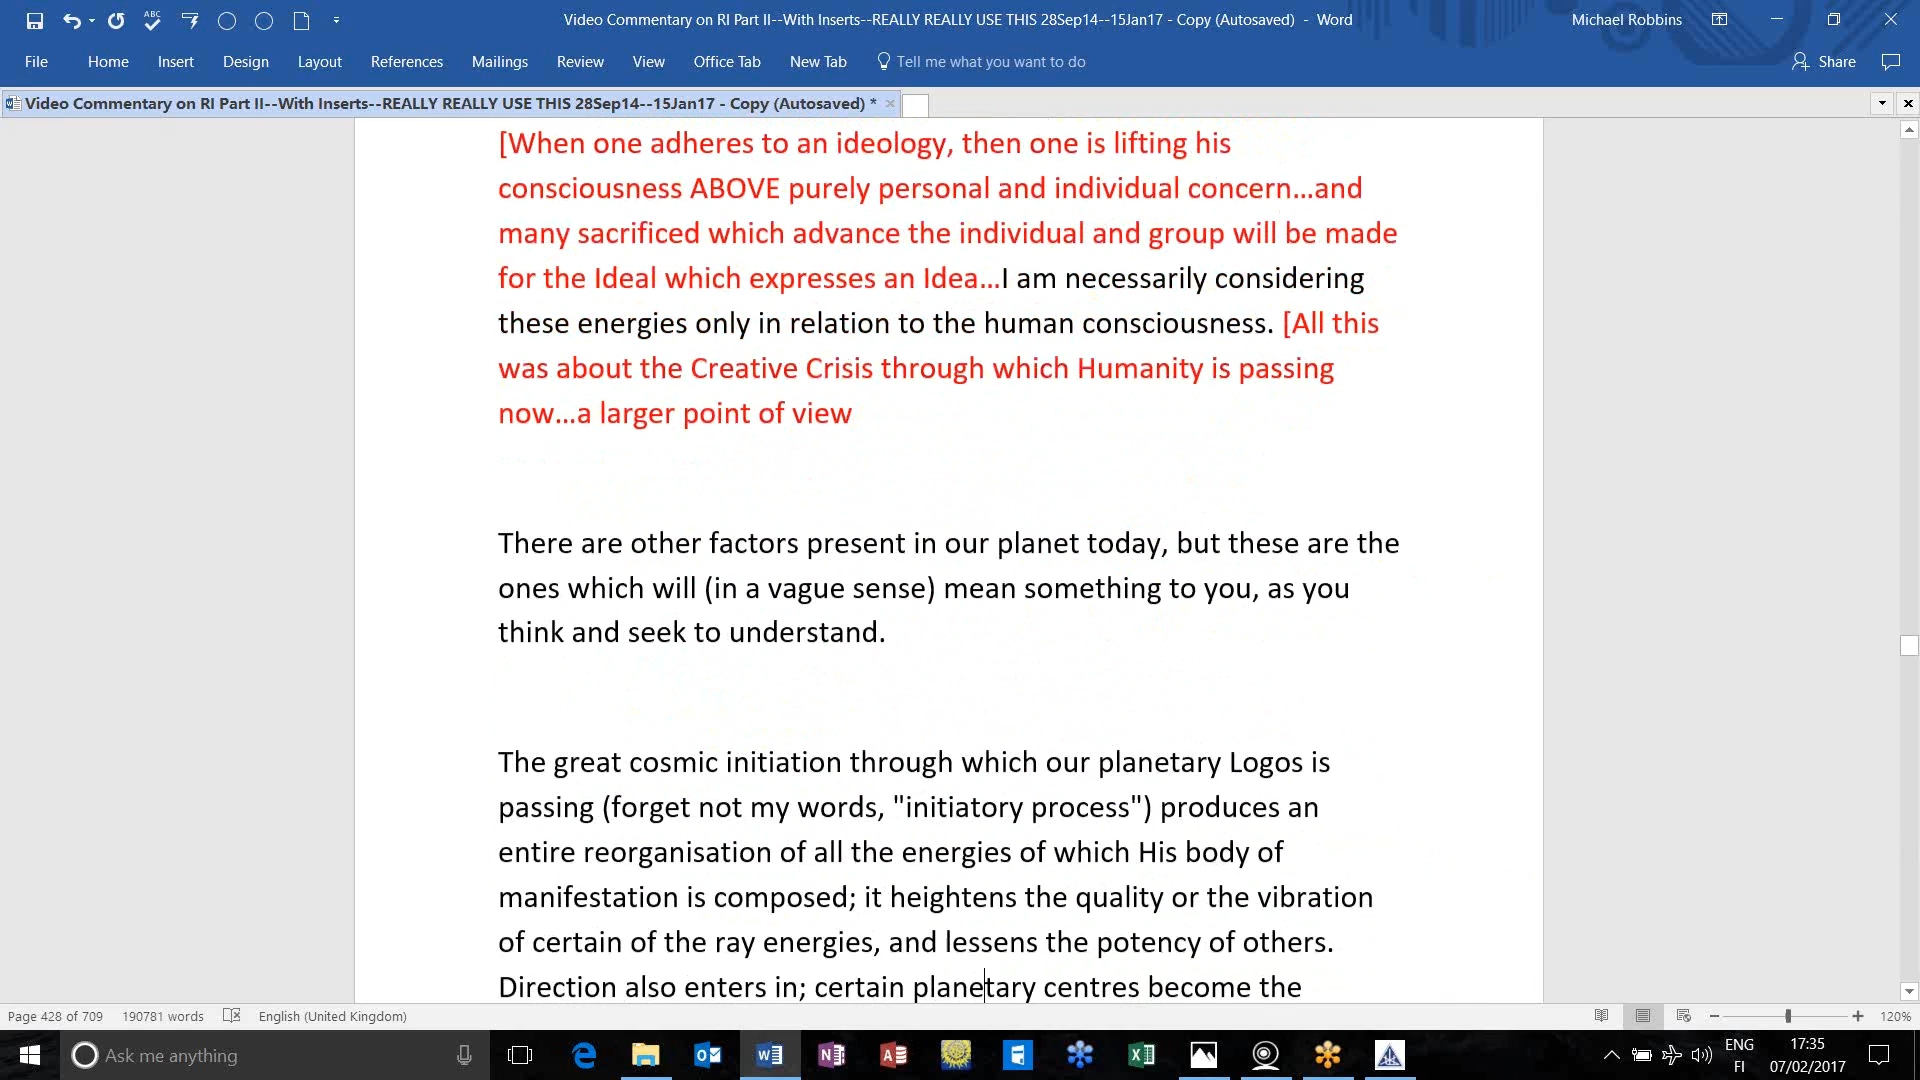 Video Commentary on RI Part II--With Inserts--REALLY REALLY USE THIS 28Sep14--15Jan17 - Copy (Autosaved) - Word
Michael Robbins
File Home Insert Design Layout References Mailings Review View Office Tab New Tab Tell me what you want to do Share
Video Commentary on RI Part II--With Inserts--REALLY REALLY USE THIS 28Sep14--15Jan17 - Copy (Autosaved) *
[When one adheres to an ideology, then one is lifting his
consciousness ABOVE purely personal and individual concern…and
many sacrificed which advance the individual and group will be made
for the Ideal which expresses an Idea…I am necessarily considering
these energies only in relation to the human consciousness. [All this
was about the Creative Crisis through which Humanity is passing
now…a larger point of view
There are other factors present in our planet today, but these are the
ones which will (in a vague sense) mean something to you, as you
think and seek to understand.
The great cosmic initiation through which our planetary Logos is
passing (forget not my words, "initiatory process") produces an
entire reorganisation of all the energies of which His body of
manifestation is composed; it heightens the quality or the vibration
of certain of the ray energies, and lessens the potency of others.
Direction also enters in; certain planetary centres become the
Page 428 of 709 190781 words English (United Kingdom) 120%
Ask me anything
ENG
FI
17:35
07/02/2017